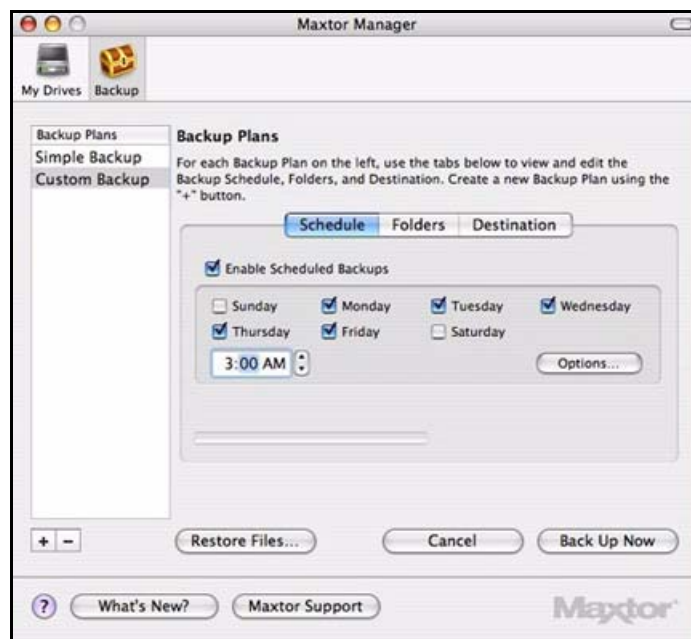 Maxtor Manager
My Drives Backup
Backup Plans
Simple Backup
Custom Backup
Backup Plans
For each Backup Plan on the left, use the tabs below to view and edit the
Backup Schedule, Folders, and Destination. Create a new Backup Plan using the
"+" button.
Schedule Folders Destination
Enable Scheduled Backups
Sunday Monday Tuesday Wednesday
Thursday Friday Saturday
3:00 AM
Options...
+ −
Restore Files... Cancel Back Up Now
? What's New? Maxtor Support Maxtor